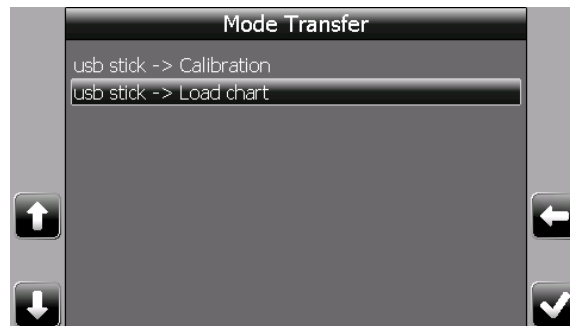 Mode Transfer
usb stick -> Calibration
usb stick -> Load chart